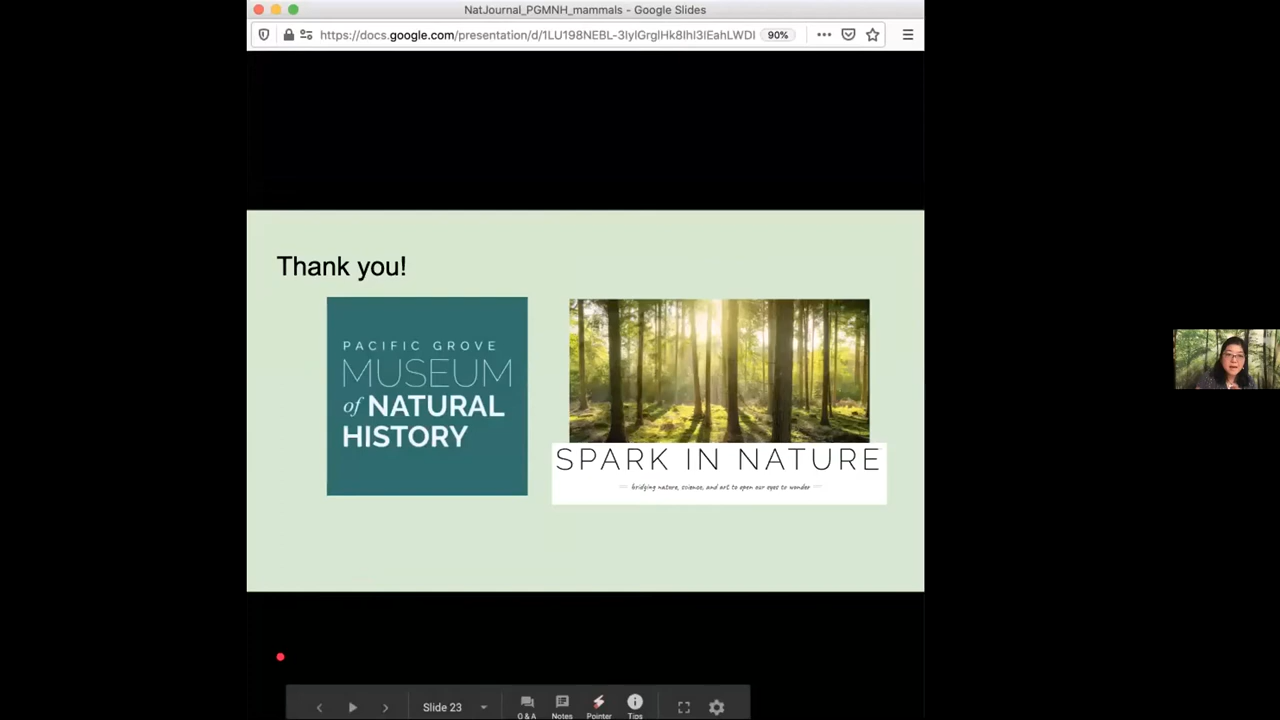 NatJournal_PGMNH_mammals - Google Slides
https://docs.google.com/presentation/d/1LU198NEBL-3IyIGrglHk8IhI3IEahLWDI
90%
Thank you!
PACIFIC GROVE
MUSEUM
of NATURAL
HISTORY
SPARK IN NATURE
bridging nature, science, and art to open our eyes to wonder
Slide 23
Q & A
Notes
Pointer
Tips